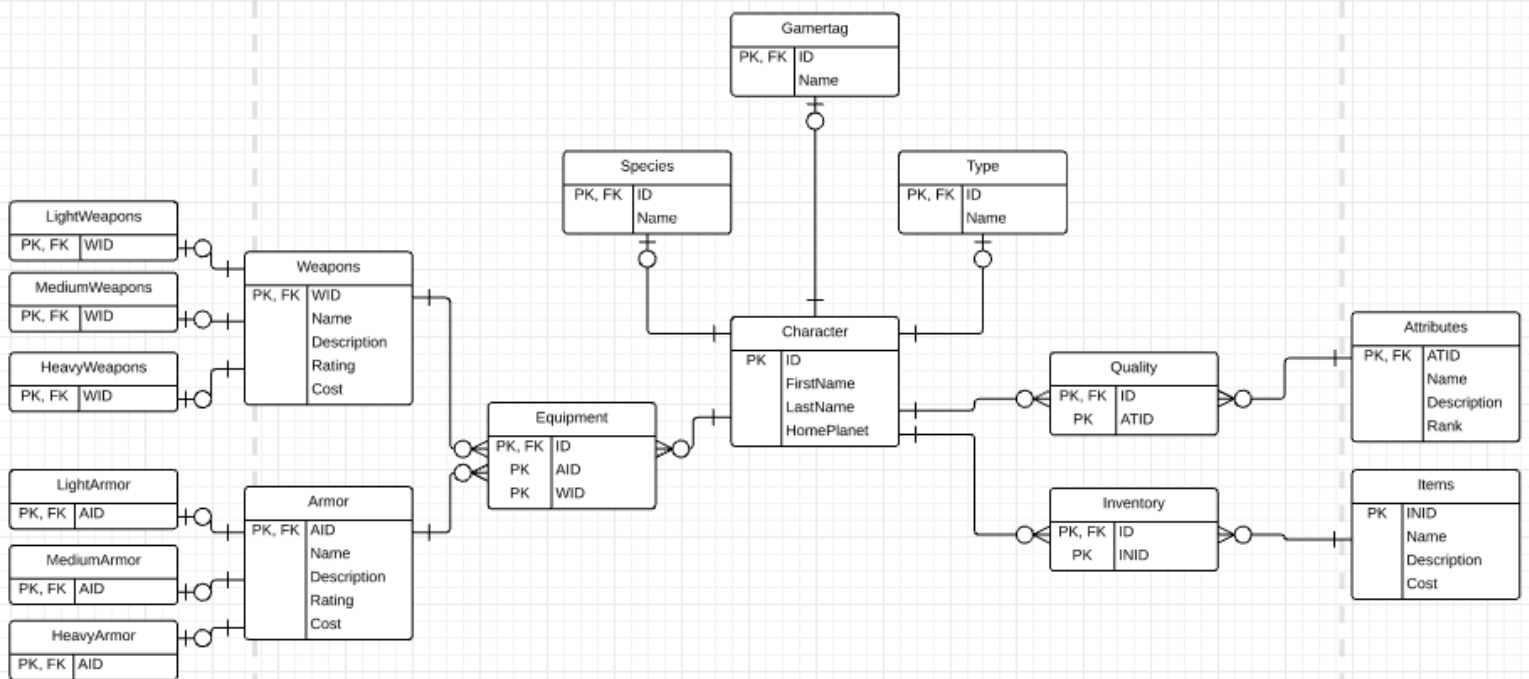 Gamertag
PK, FK ID
Name
Species
PK, FK ID
Name
Type
PK, FK ID
Name
LightWeapons
PK, FK WID
MediumWeapons
PK, FK WID
HeavyWeapons
PK, FK WID
Weapons
PK, FK WID
Name
Description
Rating
Cost
Character
PK ID
FirstName
LastName
HomePlanet
Equipment
PK, FK ID
PK AID
PK WID
Quality
PK, FK ID
PK ATID
Attributes
PK, FK ATID
Name
Description
Rank
LightArmor
PK, FK AID
MediumArmor
PK, FK AID
HeavyArmor
PK, FK AID
Armor
PK, FK AID
Name
Description
Rating
Cost
Inventory
PK, FK ID
PK INID
Items
PK INID
Name
Description
Cost